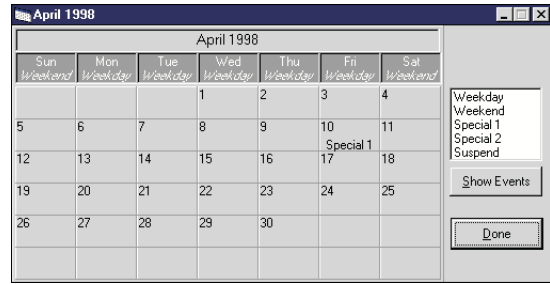 April 1998
April 1998
Sun Mon Tue Wed Thu Fri Sat
Weekend Weekday Weekday Weekday Weekday Weekday Weekend
1 2 3 4
5 6 7 8 9 10 11
Special 1
12 13 14 15 16 17 18
19 20 21 22 23 24 25
26 27 28 29 30
Weekday
Weekend
Special 1
Special 2
Suspend
Show Events
Done